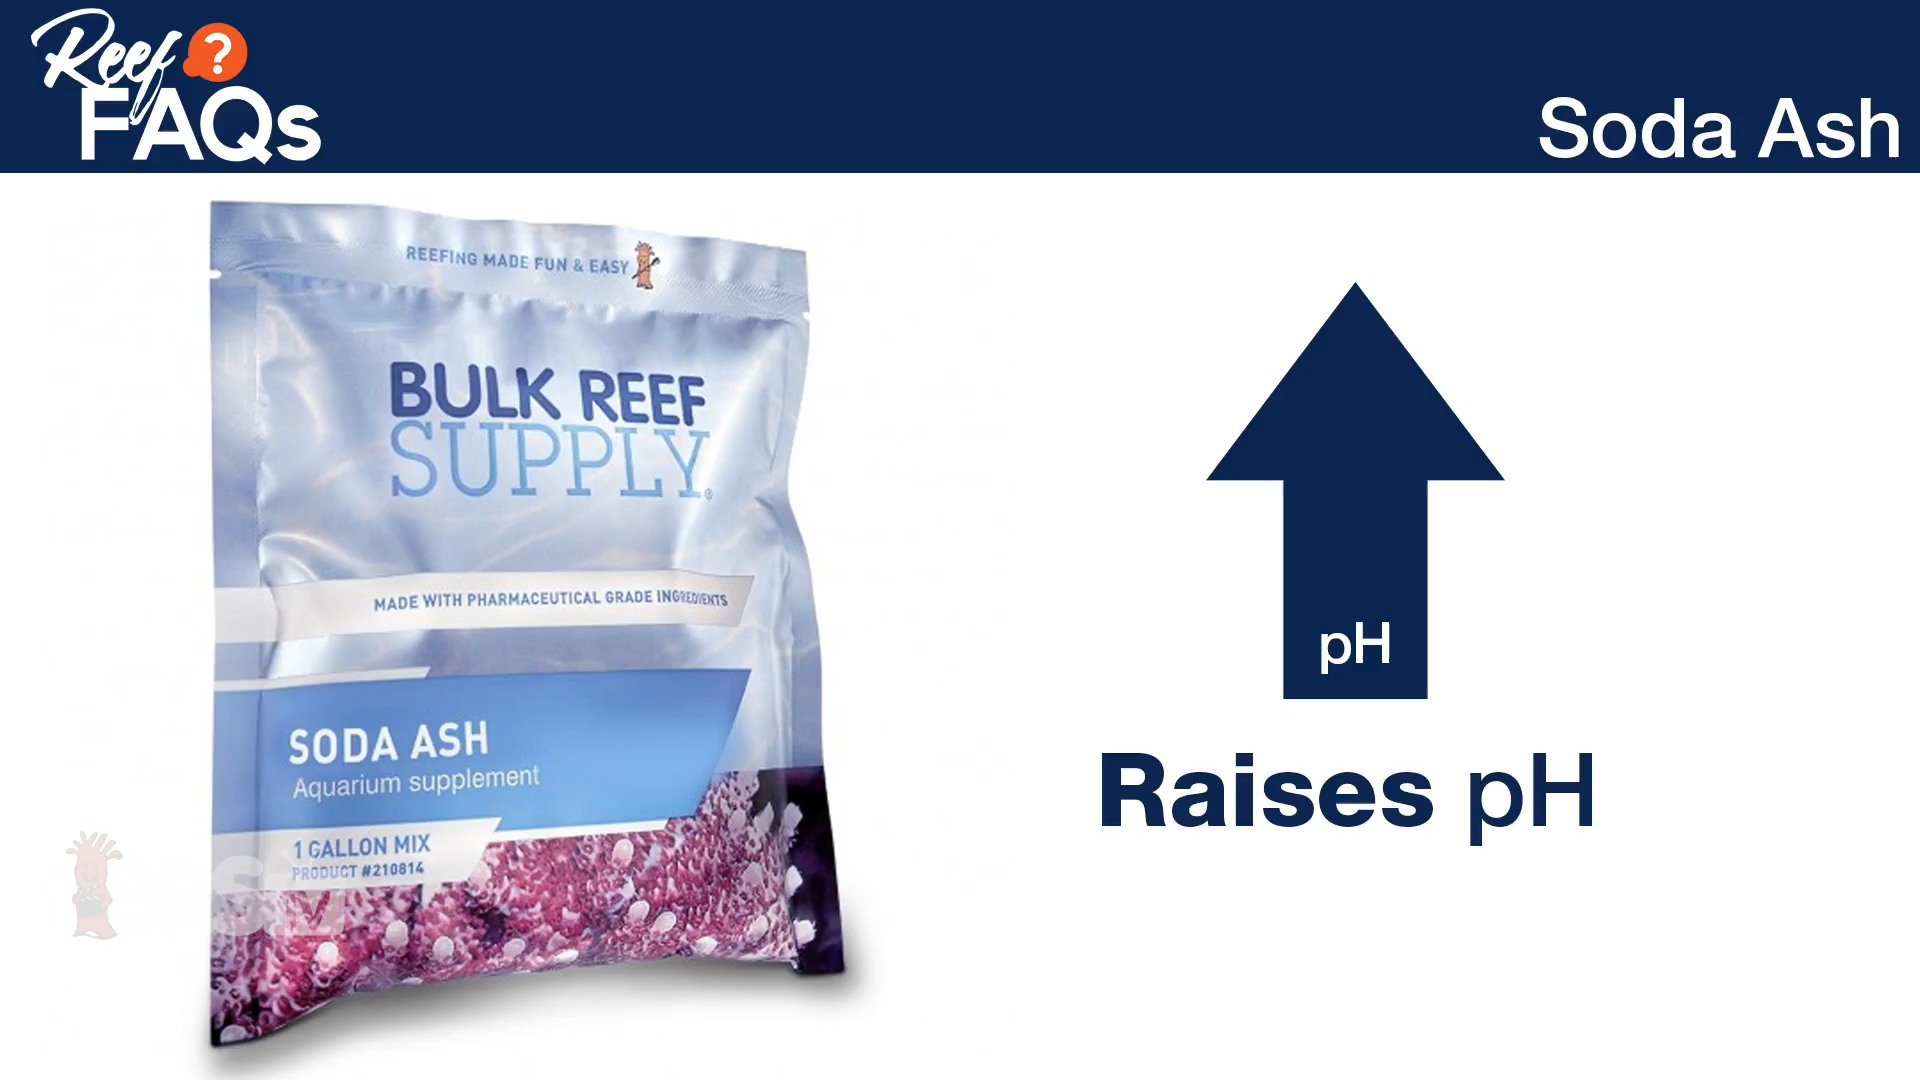 Reef ?
FAQs
Soda Ash
REEFING MADE FUN & EASY
BULK REEF
SUPPLY®
MADE WITH PHARMACEUTICAL GRADE INGREDIENTS
SODA ASH
Aquarium supplement
1 GALLON MIX
PRODUCT #210814
pH
Raises pH